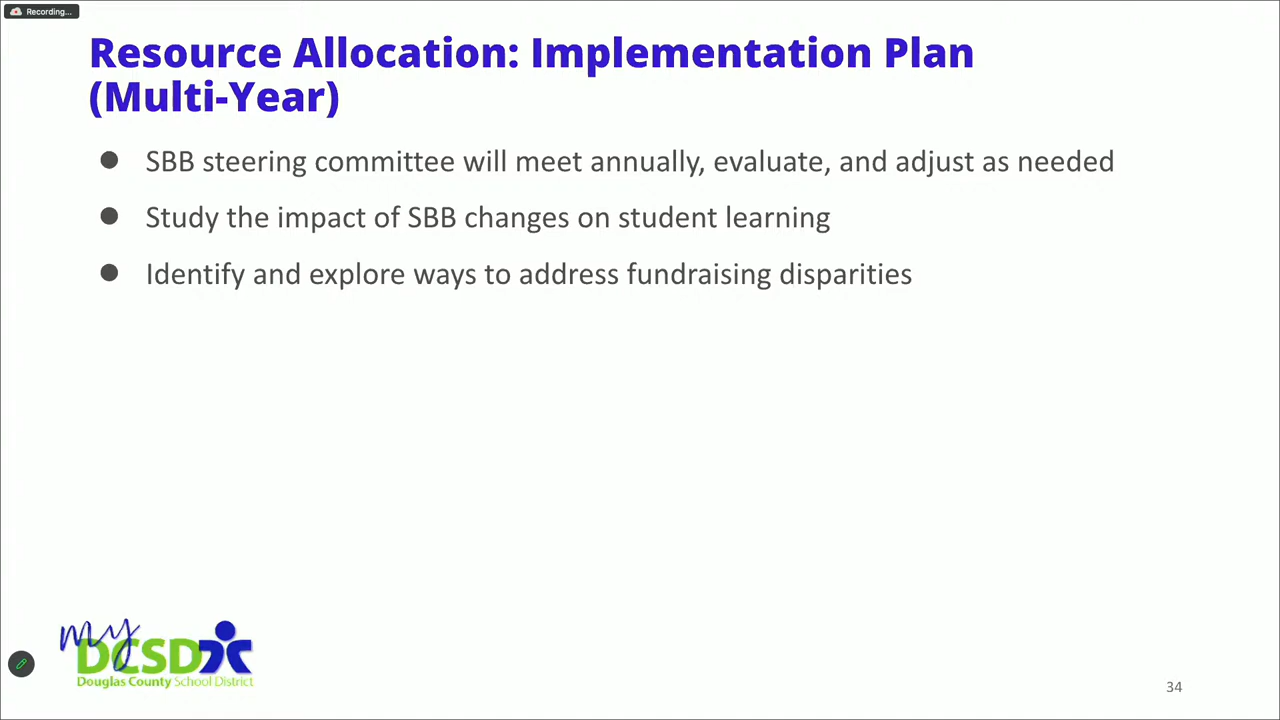 Recording...
Resource Allocation: Implementation Plan
(Multi-Year)
● SBB steering committee will meet annually, evaluate, and adjust as needed
● Study the impact of SBB changes on student learning
● Identify and explore ways to address fundraising disparities
my
DCSD
Douglas County School District
34